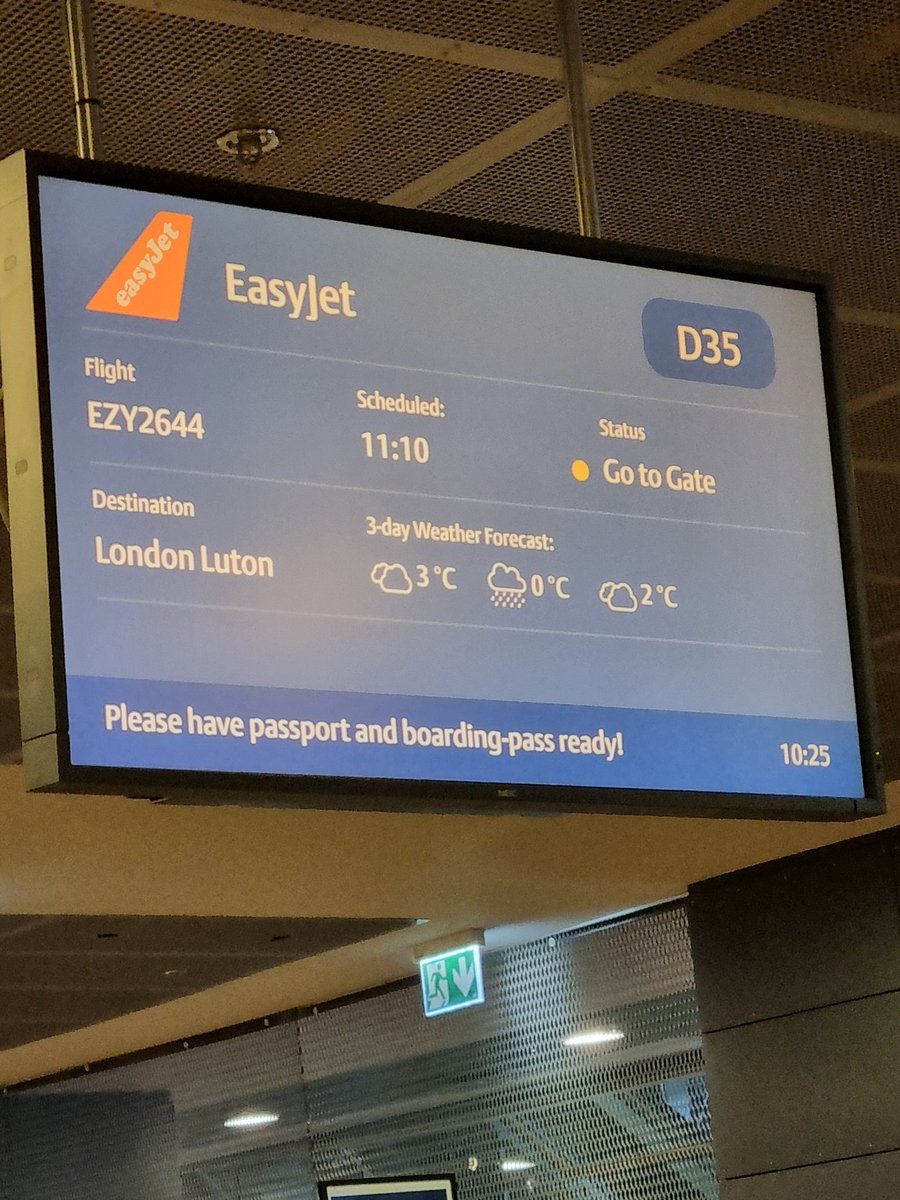 easyJet
EasyJet
D35
Flight
EZY2644
Scheduled:
11:10
Status
Go to Gate
Destination
London Luton
3-day Weather Forecast:
3°C 0°C 2°C
Please have passport and boarding-pass ready!
10:25